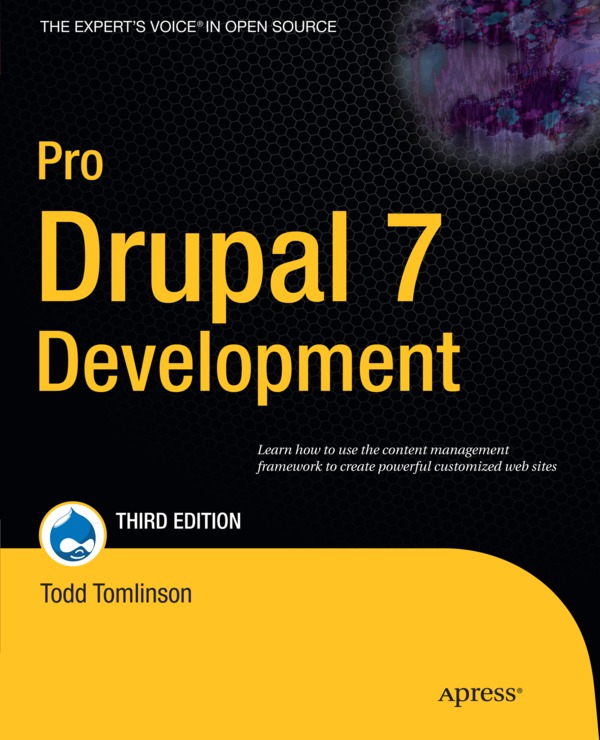 THE EXPERT'S VOICE® IN OPEN SOURCE
Pro
Drupal 7
Development
Learn how to use the content management
framework to create powerful customized web sites
THIRD EDITION
Todd Tomlinson
Apress®